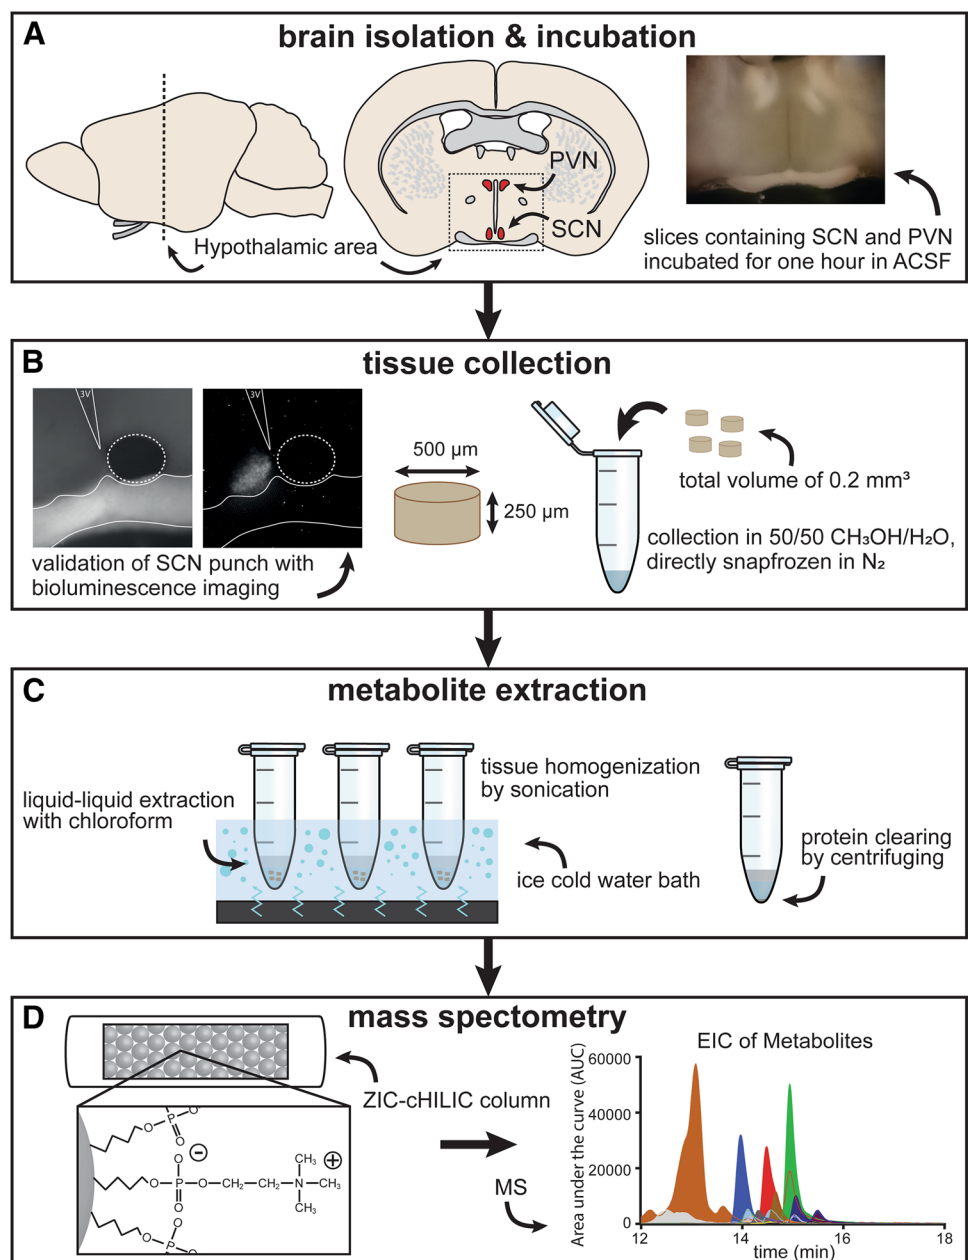 A
brain isolation & incubation
PVN
SCN
Hypothalamic area
slices containing SCN and PVN
incubated for one hour in ACSF
B
tissue collection
3V
3V
validation of SCN punch with
bioluminescence imaging
500 µm
250 µm
total volume of 0.2 mm³
collection in 50/50 CH₃OH/H₂O,
directly snapfrozen in N₂
C
metabolite extraction
liquid-liquid extraction
with chloroform
tissue homogenization
by sonication
ice cold water bath
protein clearing
by centrifuging
D
mass spectometry
ZIC-cHILIC column
MS
O P O
O
−
O
O P O CH₂ CH₂ N CH₃
O
CH₃
CH₃
+
O
O P
EIC of Metabolites
Area under the curve (AUC)
60000
40000
20000
0
12 14 16 18
time (min)